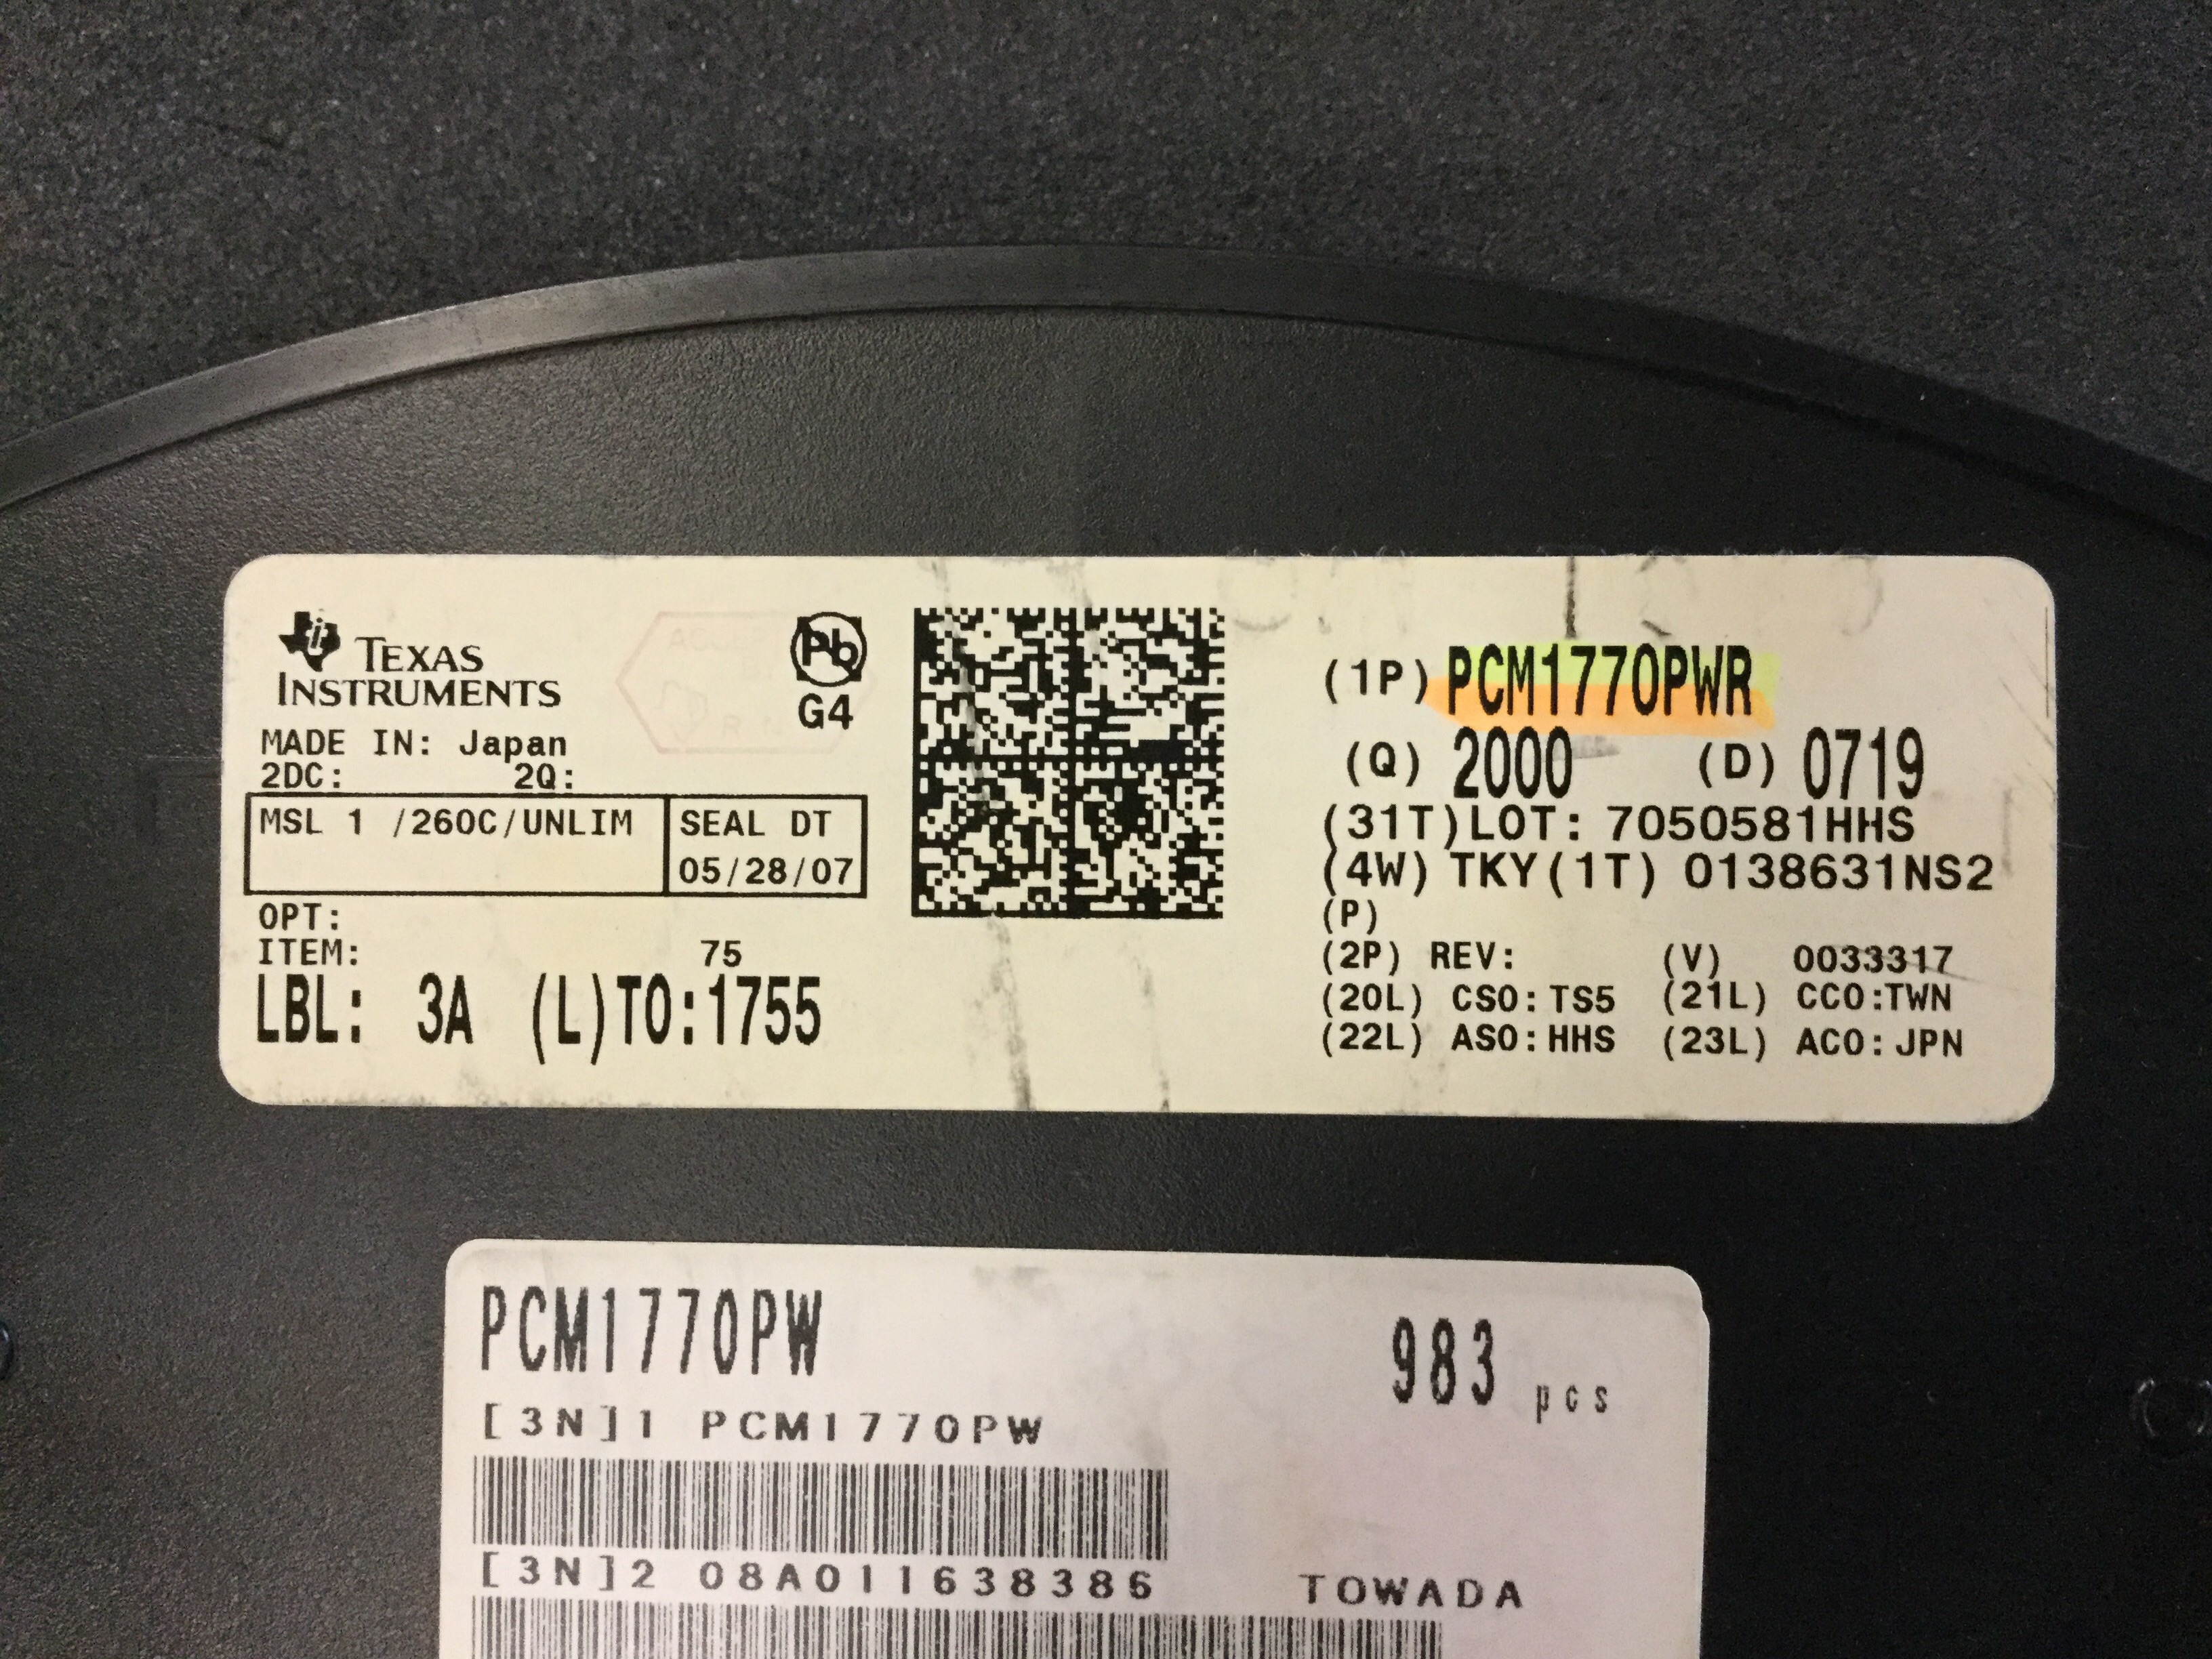 TEXAS
INSTRUMENTS
Pb
G4
MADE IN: Japan
2DC: 2Q:
MSL 1 /260C/UNLIM
SEAL DT
05/28/07
OPT:
ITEM: 75
LBL: 3A (L)TO:1755
(1P) PCM1770PWR
(Q) 2000 (D) 0719
(31T)LOT: 7050581HHS
(4W) TKY(1T) 0138631NS2
(P)
(2P) REV: (V) 0033317
(20L) CSO:TS5 (21L) CCO:TWN
(22L) ASO:HHS (23L) ACO:JPN
PCM1770PW
983 pcs
[3N]1 PCM1770PW
[3N]2 08A011638386 TOWADA